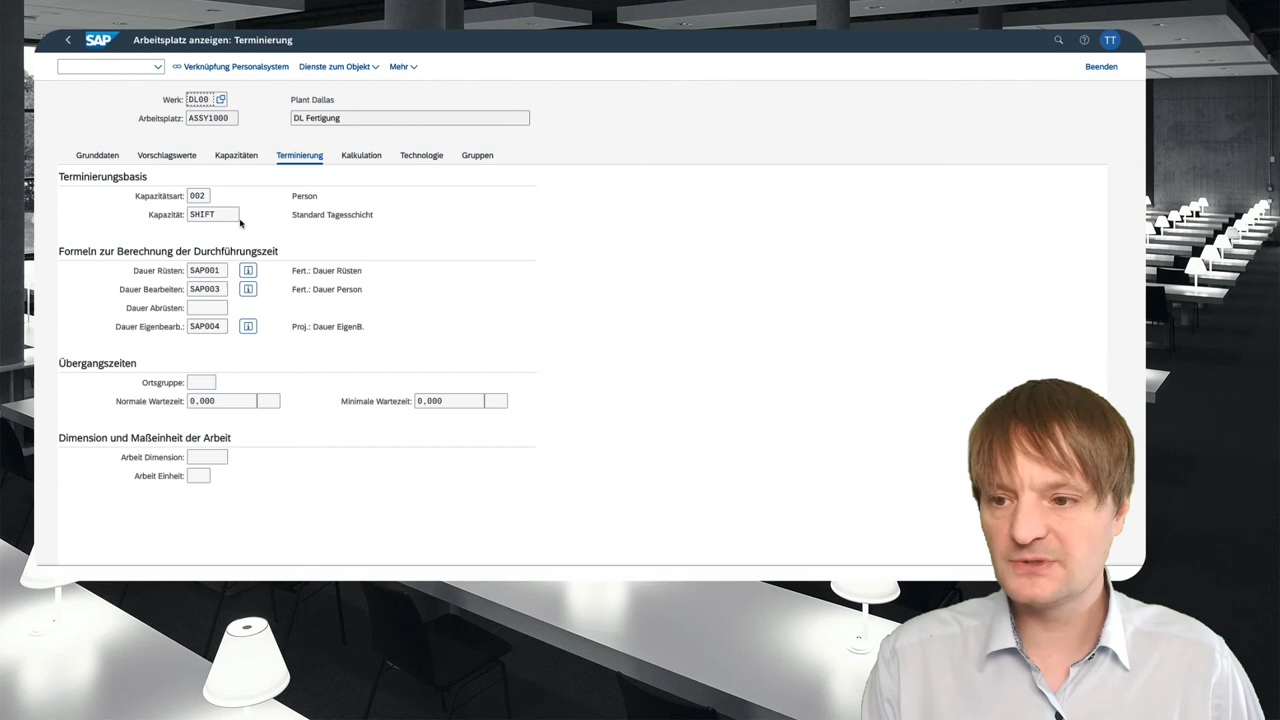 SAP Arbeitsplatz anzeigen: Terminierung TT
Verknüpfung Personalsystem Dienste zum Objekt Mehr Beenden
Werk: DL00 Plant Dallas
Arbeitsplatz: ASSY1000 DL Fertigung
Grunddaten Vorschlagswerte Kapazitäten Terminierung Kalkulation Technologie Gruppen
Terminierungsbasis
Kapazitätsart: 002 Person
Kapazität: SHIFT Standard Tagesschicht
Formeln zur Berechnung der Durchführungszeit
Dauer Rüsten: SAP001 Fert.: Dauer Rüsten
Dauer Bearbeiten: SAP003 Fert.: Dauer Person
Dauer Abrüsten:
Dauer Eigenbearb.: SAP004 Proj.: Dauer EigenB.
Übergangszeiten
Ortsgruppe:
Normale Wartezeit: 0,000 Minimale Wartezeit: 0,000
Dimension und Maßeinheit der Arbeit
Arbeit Dimension:
Arbeit Einheit: